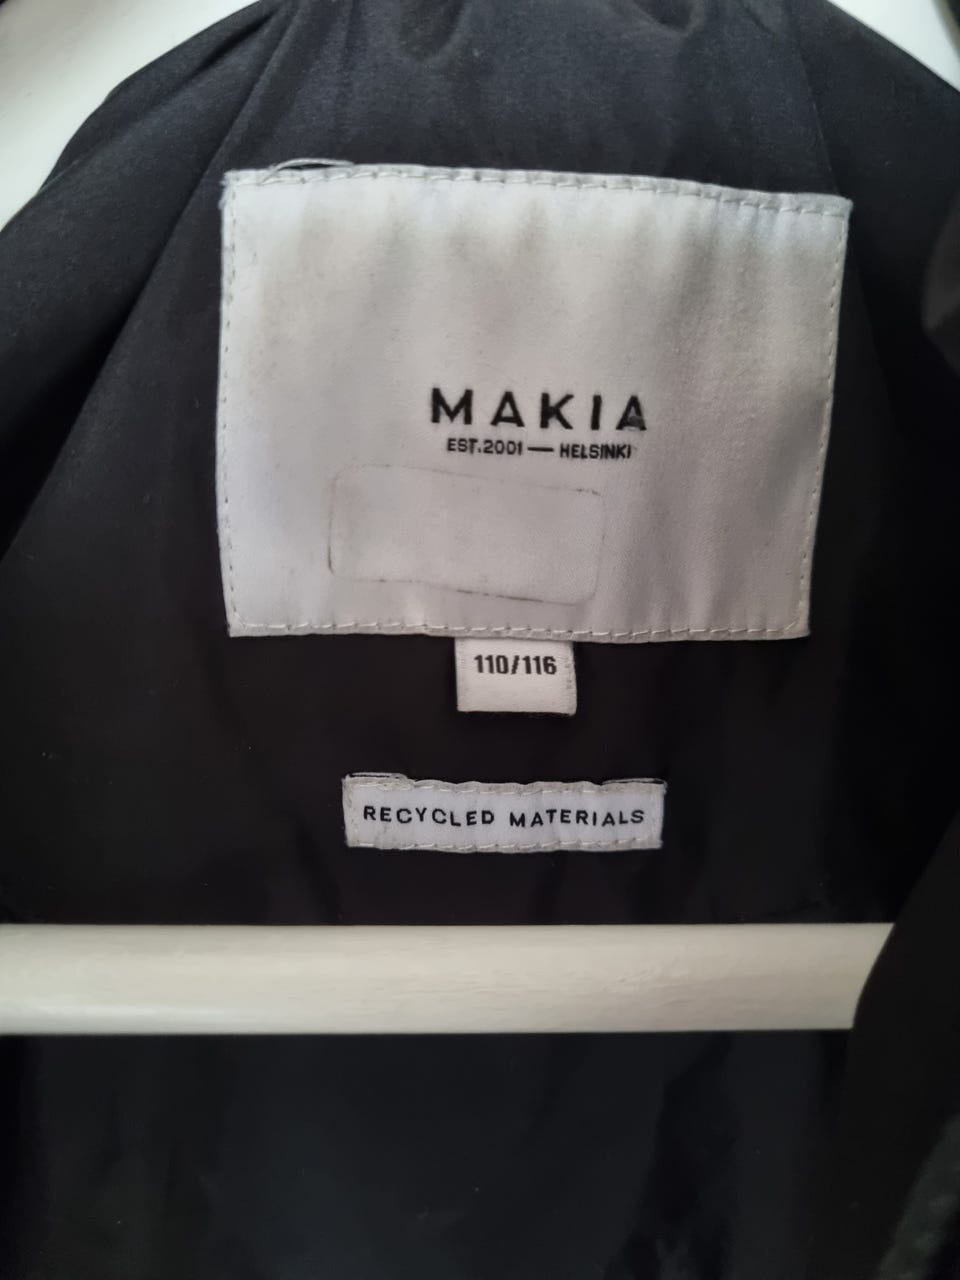 MAKIA
EST.2001 — HELSINKI
110/116
RECYCLED MATERIALS